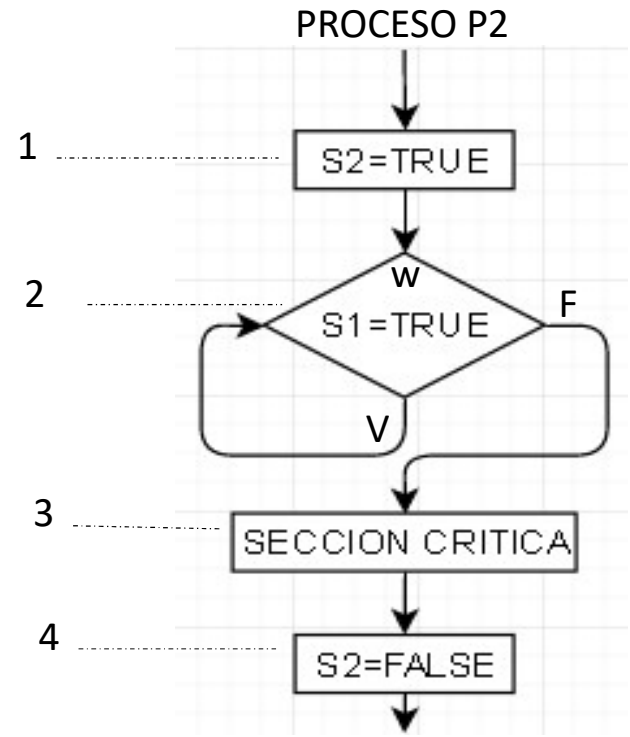 PROCESO P2
1
S2=TRUE
2
w
S1=TRUE
F
V
3
SECCION CRITICA
4
S2=FALSE